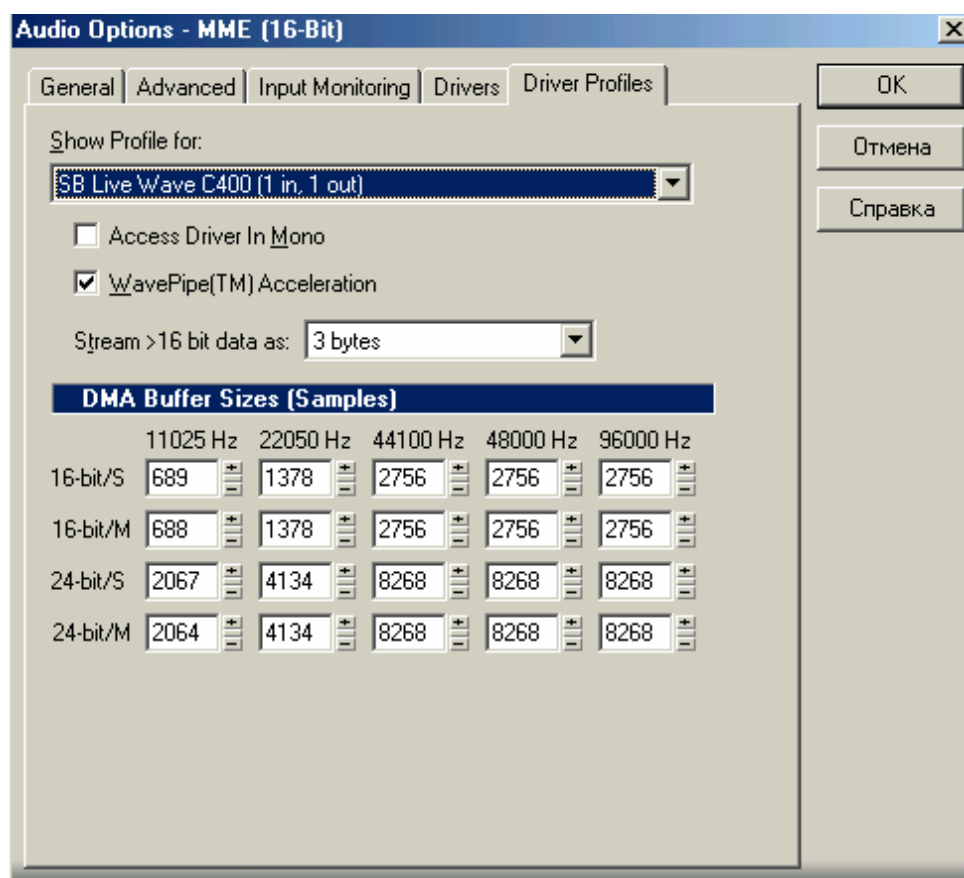 Audio Options - MME (16-Bit)
General Advanced Input Monitoring Drivers Driver Profiles
OK
Отмена
Справка
Show Profile for:
SB Live Wave C400 (1 in, 1 out)
Access Driver In Mono
WavePipe(TM) Acceleration
Stream >16 bit data as: 3 bytes
DMA Buffer Sizes (Samples)
11025 Hz 22050 Hz 44100 Hz 48000 Hz 96000 Hz
16-bit/S 689 1378 2756 2756 2756
16-bit/M 688 1378 2756 2756 2756
24-bit/S 2067 4134 8268 8268 8268
24-bit/M 2064 4134 8268 8268 8268